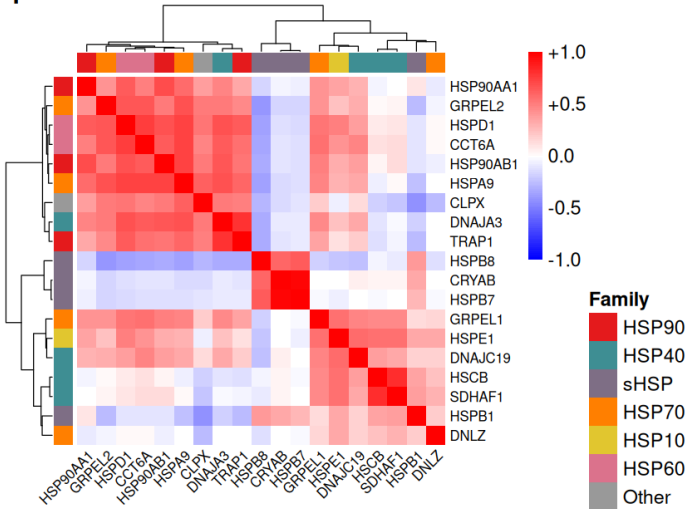 +1.0
+0.5
0.0
-0.5
-1.0
HSP90AA1
GRPEL2
HSPD1
CCT6A
HSP90AB1
HSPA9
CLPX
DNAJA3
TRAP1
HSPB8
CRYAB
HSPB7
GRPEL1
HSPE1
DNAJC19
HSCB
SDHAF1
HSPB1
DNLZ
HSP90AA1
GRPEL2
HSPD1
CCT6A
HSP90AB1
HSPA9
CLPX
DNAJA3
TRAP1
HSPB8
CRYAB
HSPB7
GRPEL1
HSPE1
DNAJC19
HSCB
SDHAF1
HSPB1
DNLZ
Family
HSP90
HSP40
sHSP
HSP70
HSP10
HSP60
Other